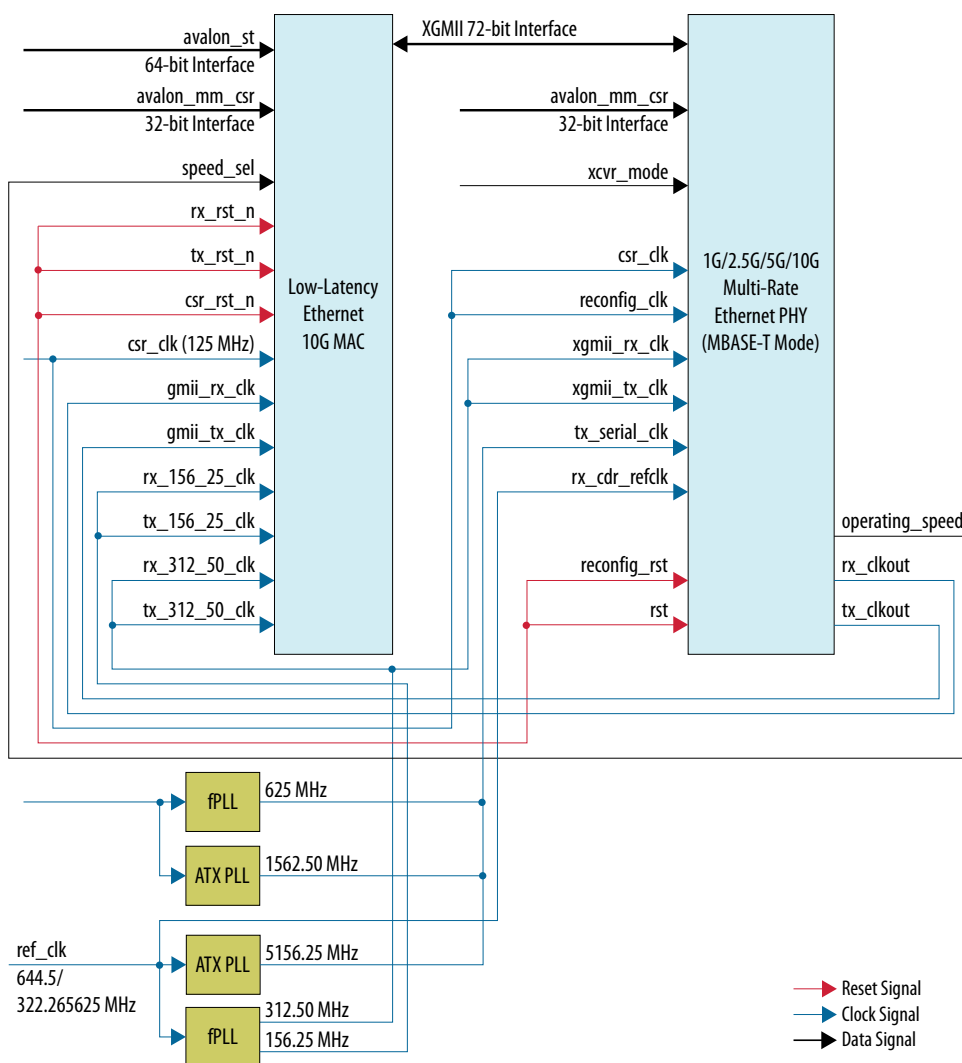 avalon_st
64-bit Interface
avalon_mm_csr
32-bit Interface
speed_sel
rx_rst_n
tx_rst_n
csr_rst_n
csr_clk (125 MHz)
gmii_rx_clk
gmii_tx_clk
rx_156_25_clk
tx_156_25_clk
rx_312_50_clk
tx_312_50_clk
Low-Latency
Ethernet
10G MAC
XGMII 72-bit Interface
avalon_mm_csr
32-bit Interface
xcvr_mode
csr_clk
reconfig_clk
xgmii_rx_clk
xgmii_tx_clk
tx_serial_clk
rx_cdr_refclk
reconfig_rst
rst
1G/2.5G/5G/10G
Multi-Rate
Ethernet PHY
(MBASE-T Mode)
operating_speed
rx_clkout
tx_clkout
fPLL
625 MHz
ATX PLL
1562.50 MHz
ref_clk
644.5/
322.265625 MHz
ATX PLL
5156.25 MHz
fPLL
312.50 MHz
156.25 MHz
Reset Signal
Clock Signal
Data Signal